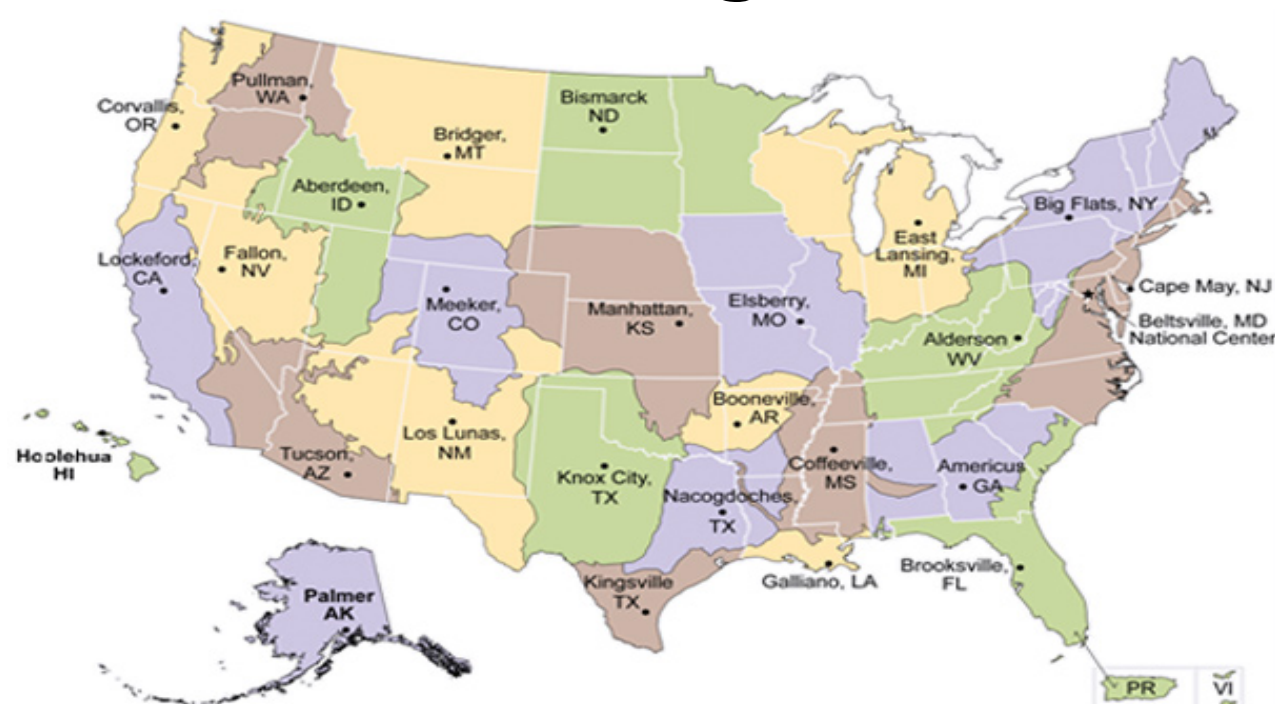 Pullman,
WA
Corvallis,
OR
Bridger,
MT
Bismarck
ND
Aberdeen,
ID
Fallon,
NV
Lockeford,
CA
Meeker,
CO
Manhattan,
KS
Elsberry,
MO
East
Lansing,
MI
Big Flats, NY
Cape May, NJ
Beltsville, MD
National Center
Alderson
WV
Booneville,
AR
Tucson,
AZ
Los Lunas,
NM
Knox City,
TX
Nacogdoches,
TX
Coffeeville,
MS
Americus
GA
Hoolehua
HI
Kingsville
TX
Galliano, LA
Brooksville,
FL
Palmer
AK
PR
VI